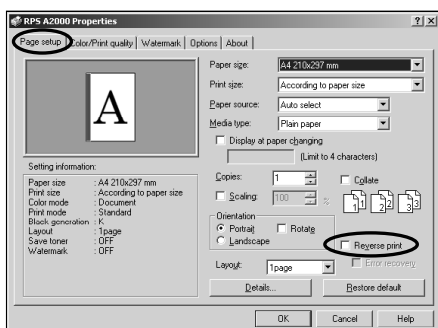 RPS A2000 Properties
Page setup Color/Print quality Watermark Options About
A
Setting information:
Paper size : A4 210x297 mm
Print size : According to paper size
Color mode : Document
Print mode : Standard
Black generation : K
Layout : 1page
Save toner : OFF
Watermark : OFF
Paper size: A4 210x297 mm
Print size: According to paper size
Paper source: Auto select
Media type: Plain paper
Display at paper changing
(Limit to 4 characters)
Copies: 1 Collate
Scaling: 100 %
1 1 2 2 3 3
Orientation
Portrait Rotate
Landscape
Reverse print
Error recovery
Layout: 1page
Details... Restore default
OK Cancel Help